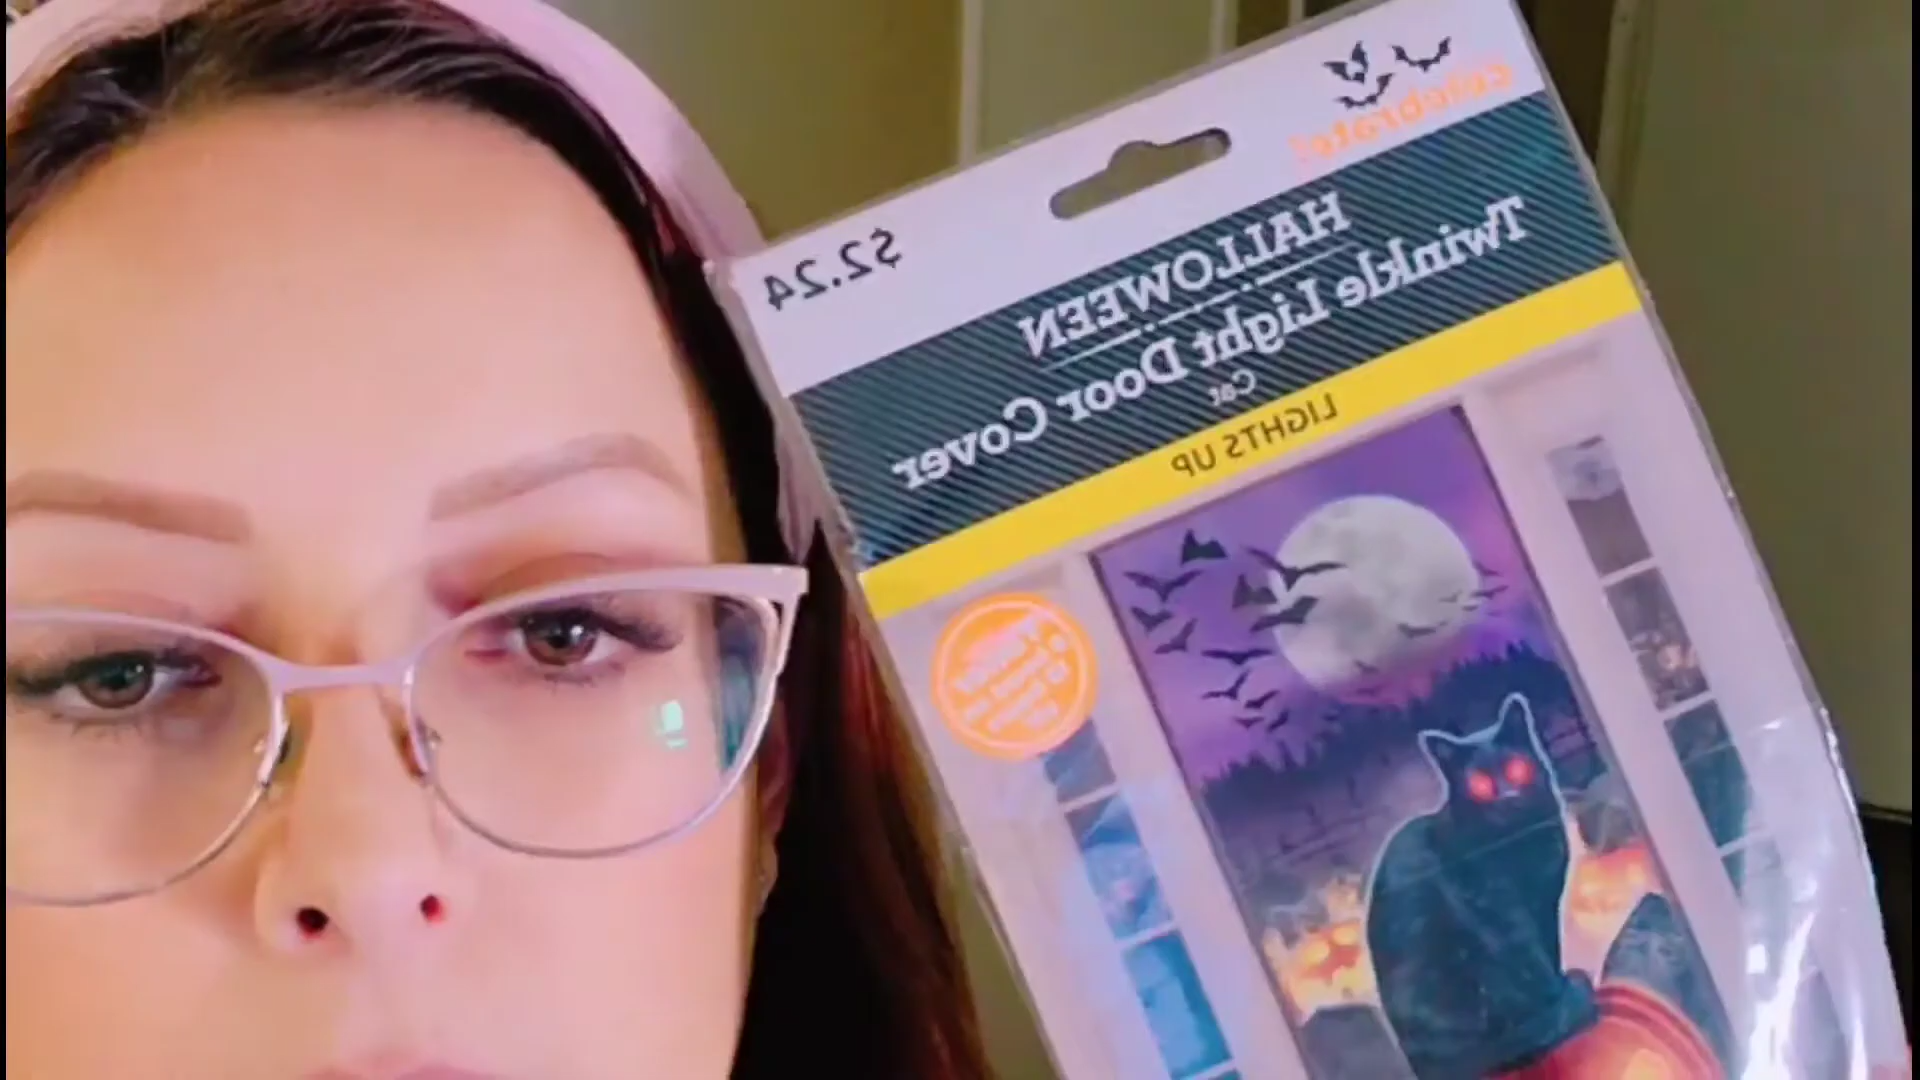 celebrate!
$2.24
HALLOWEEN
Twinkle Light Door Cover
Cat
LIGHTS UP